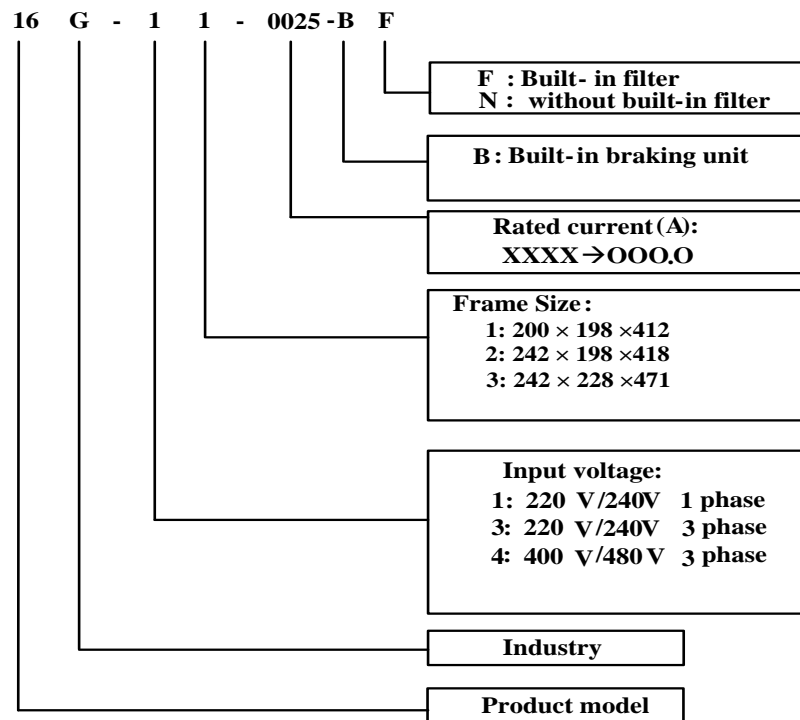 16 G - 1 1 - 0025 -B F
F : Built- in filter
N : without built-in filter
B: Built-in braking unit
Rated current(A):
XXXX→OOO.O
Frame Size:
1: 200 × 198 ×412
2: 242 × 198 ×418
3: 242 × 228 ×471
Input voltage:
1: 220 V/240V 1 phase
3: 220 V/240V 3 phase
4: 400 V/480V 3 phase
Industry
Product model